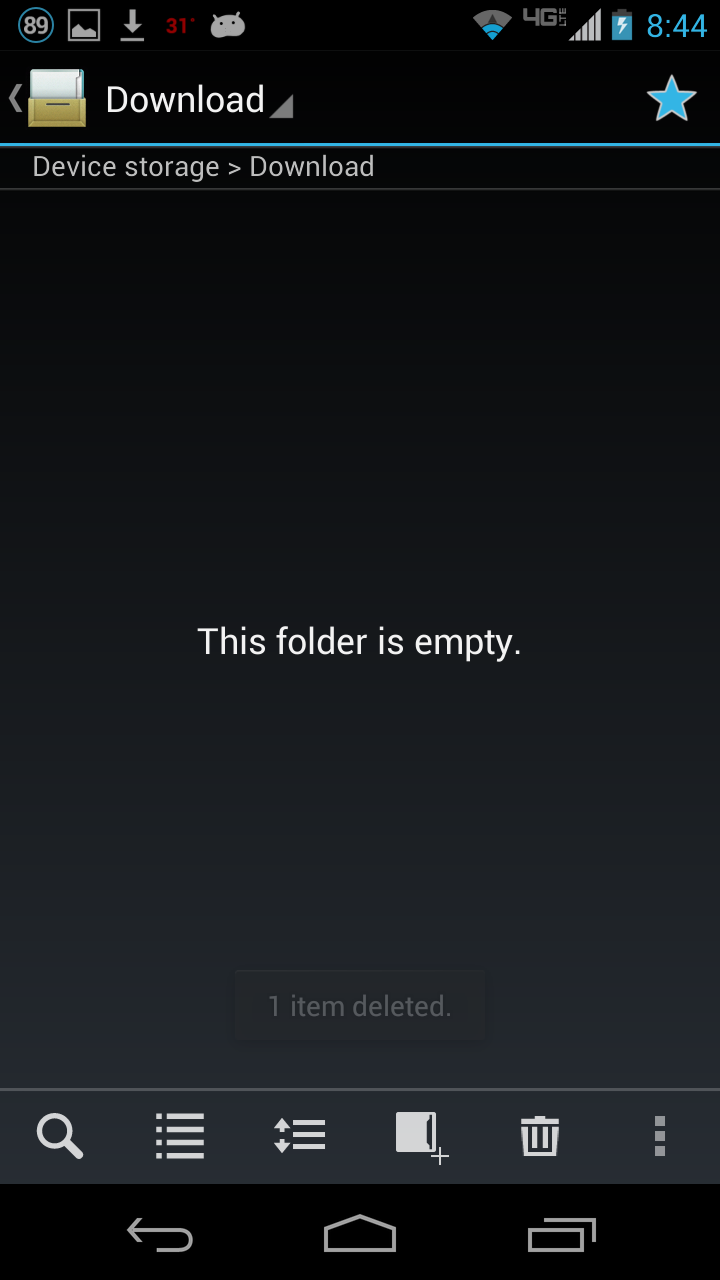 89 31° 4G LTE 8:44
Download
Device storage > Download
This folder is empty.
1 item deleted.